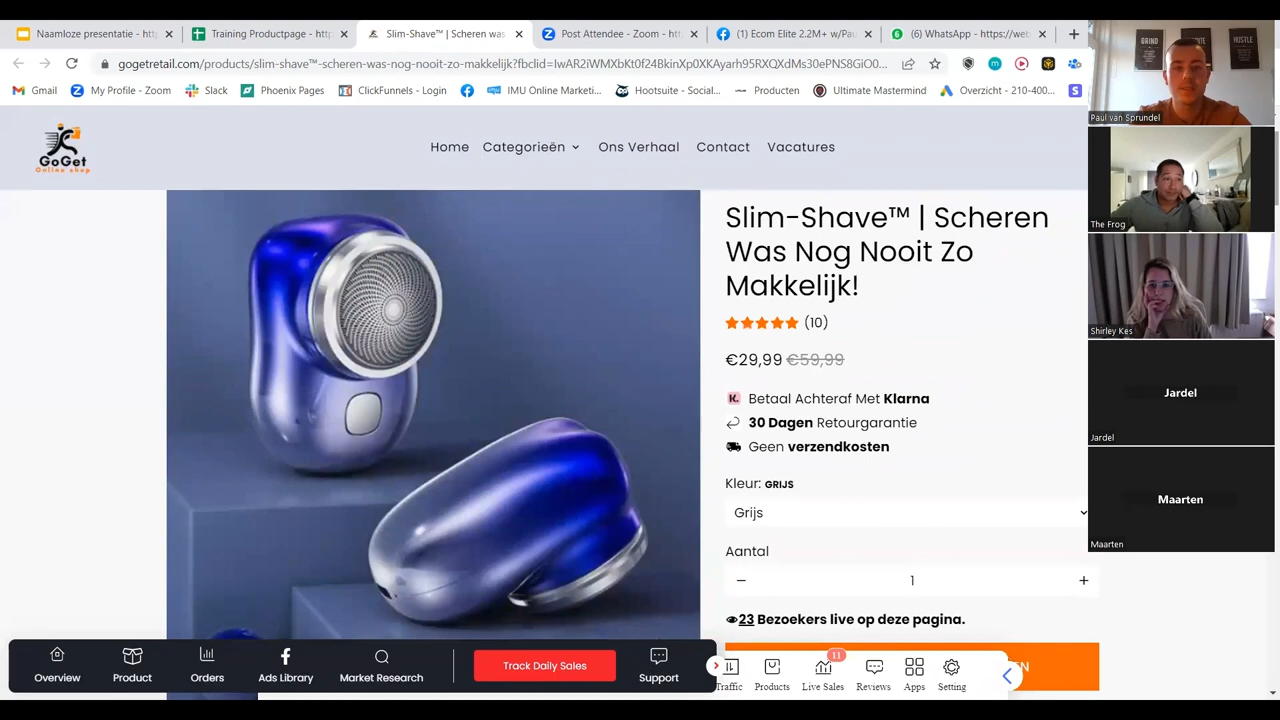 Naamloze presentatie - htt
Training Productpage - htt
Slim-Shave™ | Scheren was
Post Attendee - Zoom - htt
(1) Ecom Elite 2.2M+ w/Pau
(6) WhatsApp - https://web
gogetretail.com/products/slim-shave™-scheren-was-nog-nooit-zo-makkelijk?fbclid=
Gmail
My Profile - Zoom
Slack
Phoenix Pages
ClickFunnels - Login
IMU Online Marketi...
Hootsuite - Social...
Producten
Ultimate Mastermind
Overzicht - 210-400...
GoGet
Online shop
Home
Categorieën
Ons Verhaal
Contact
Vacatures
Slim-Shave™ | Scheren
Was Nog Nooit Zo
Makkelijk!
(10)
€29,99 €59,99
K.
Betaal Achteraf Met Klarna
30 Dagen Retourgarantie
Geen verzendkosten
Kleur: GRIJS
Grijs
Aantal
− 1 +
23 Bezoekers live op deze pagina.
EN
Overview
Product
Orders
Ads Library
Market Research
Track Daily Sales
Support
Traffic
Products
11
Live Sales
Reviews
Apps
Setting
GRIND
HUSTLE
Paul van Sprundel
The Frog
Shirley Kes
Jardel
Jardel
Maarten
Maarten